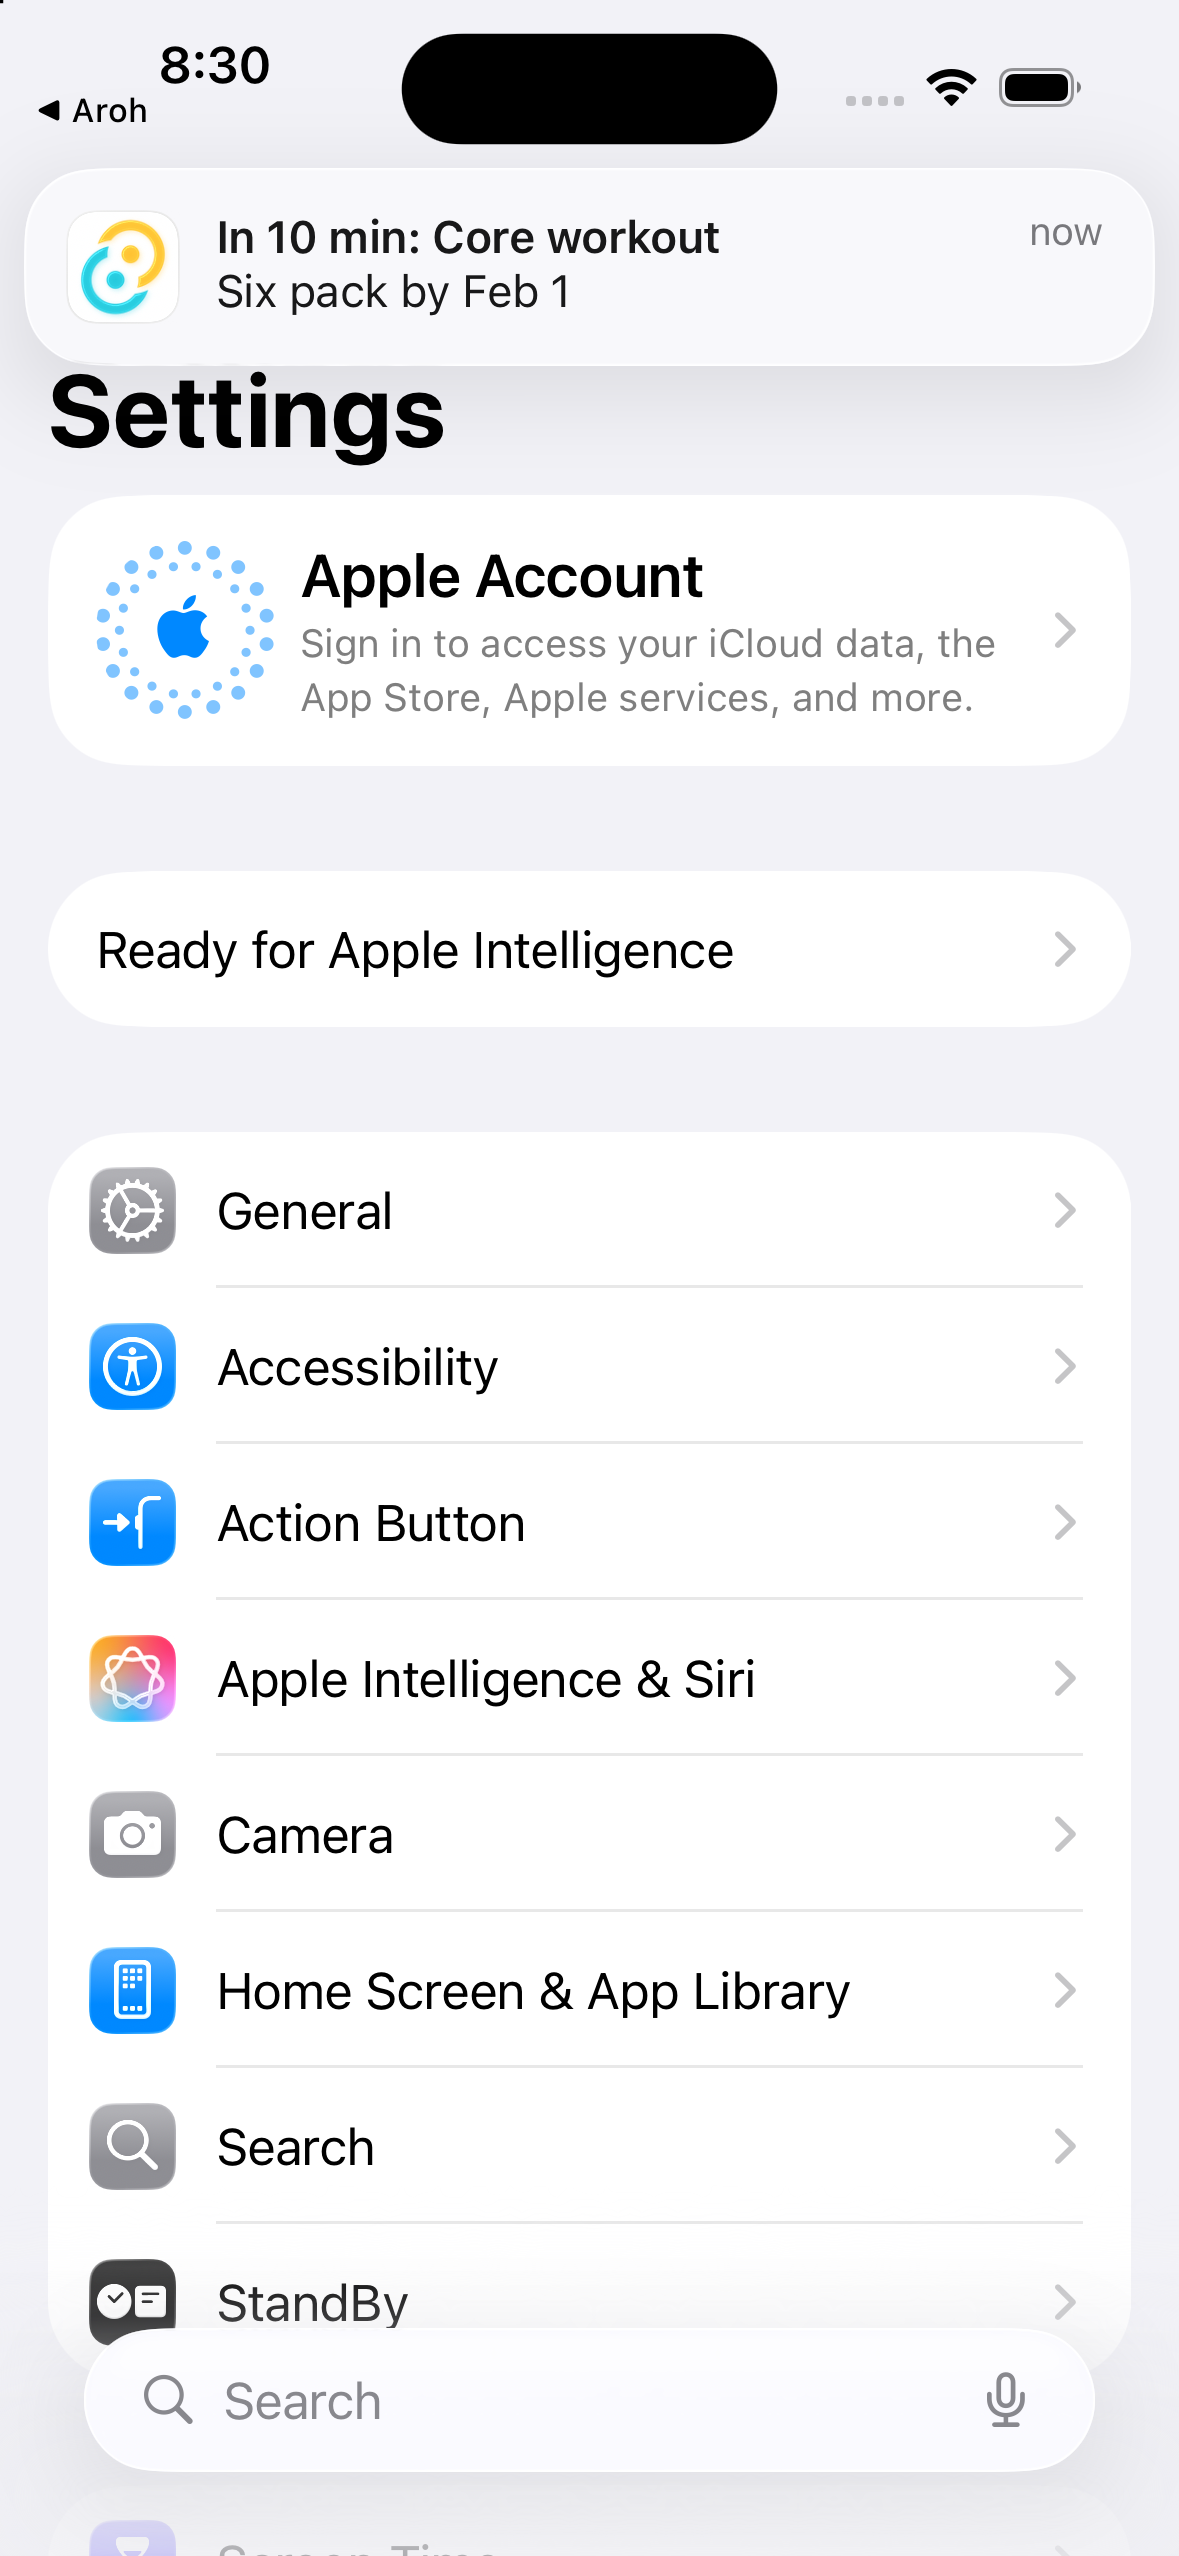 8:30
Aroh
In 10 min: Core workout
now
Six pack by Feb 1
Settings
Apple Account
Sign in to access your iCloud data, the
App Store, Apple services, and more.
Ready for Apple Intelligence
General
Accessibility
Action Button
Apple Intelligence & Siri
Camera
Home Screen & App Library
Search
StandBy
Search
Screen Time